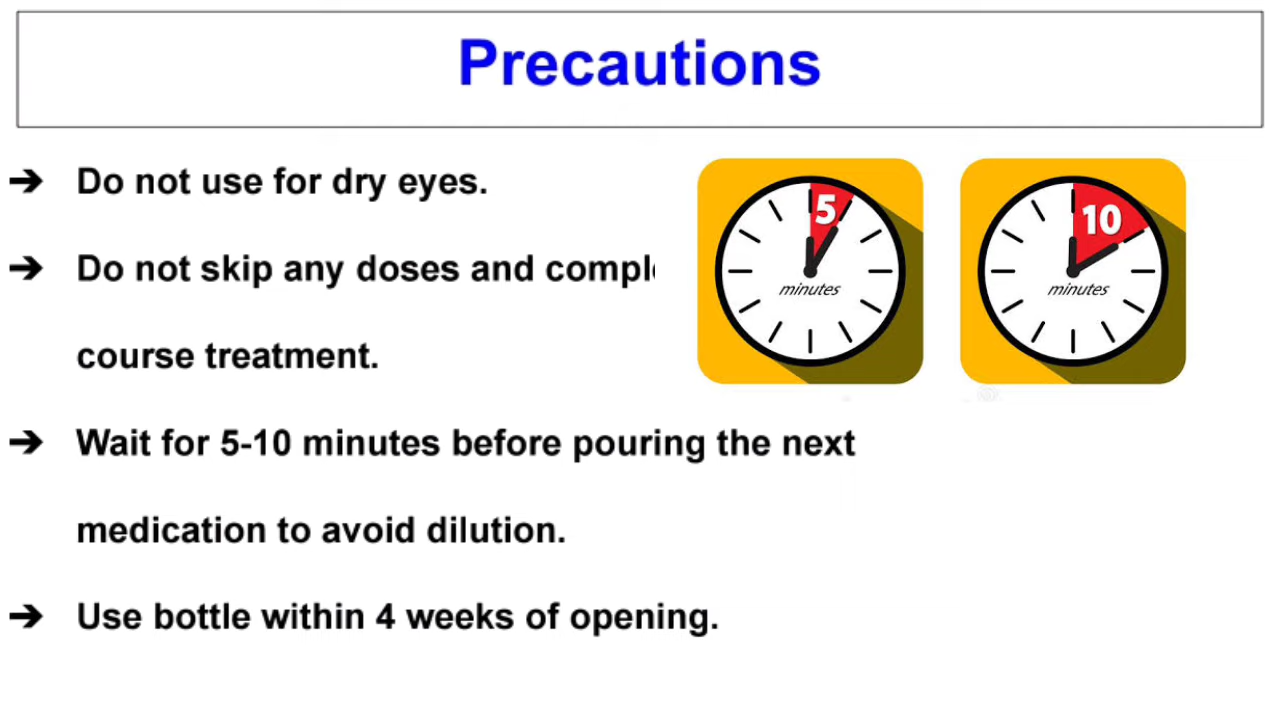 Precautions
➔ Do not use for dry eyes.
➔ Do not skip any doses and
course treatment.
➔ Wait for 5-10 minutes before pouring the next
medication to avoid dilution.
➔ Use bottle within 4 weeks of opening.
5
minutes
10
minutes